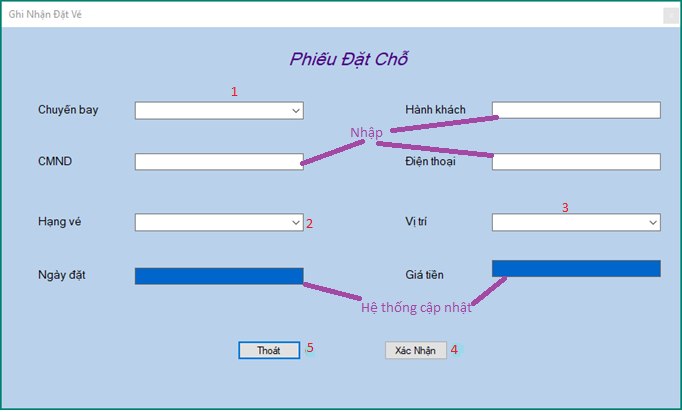 Ghi Nhận Đặt Vé
Phiếu Đặt Chỗ
1
Chuyến bay
Hành khách
Nhập
CMND
Điện thoại
3
Hạng vé
2
Vị trí
Ngày đặt
Giá tiền
Hệ thống cập nhật
Thoát
5
Xác Nhận
4